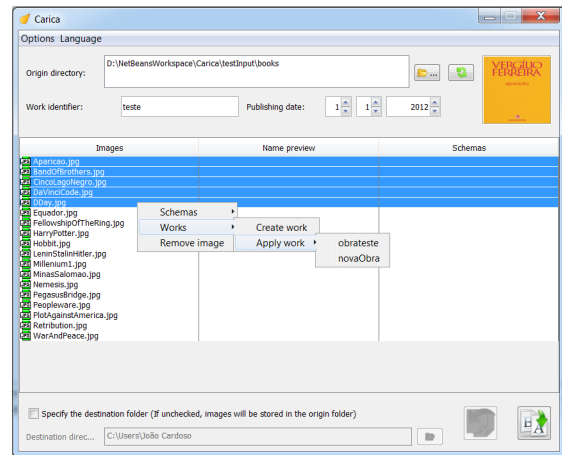 Carica
Options Language
Origin directory:
D:\NetBeansWorkspace\Carica\testInput\books
...
VERGÍLIO
FERREIRA
Work identifier:
teste
Publishing date:
1
1
2012
Images
Name preview
Schemas
Aparicao.jpg
BandOfBrothers.jpg
CincoLagoNegro.jpg
DaVinciCode.jpg
DDay.jpg
Equador.jpg
FellowshipOfTheRing.jpg
HarryPotter.jpg
Hobbit.jpg
LeninStalinHitler.jpg
Millenium1.jpg
MinasSalomao.jpg
Nemesis.jpg
PegasusBridge.jpg
Peopleware.jpg
PlotAgainstAmerica.jpg
Retribution.jpg
WarAndPeace.jpg
Schemas
Works
Remove image
Create work
Apply work
obrateste
novaObra
Specify the destination folder (If unchecked, images will be stored in the origin folder)
Destination direc...
C:\Users\João Cardoso
B A